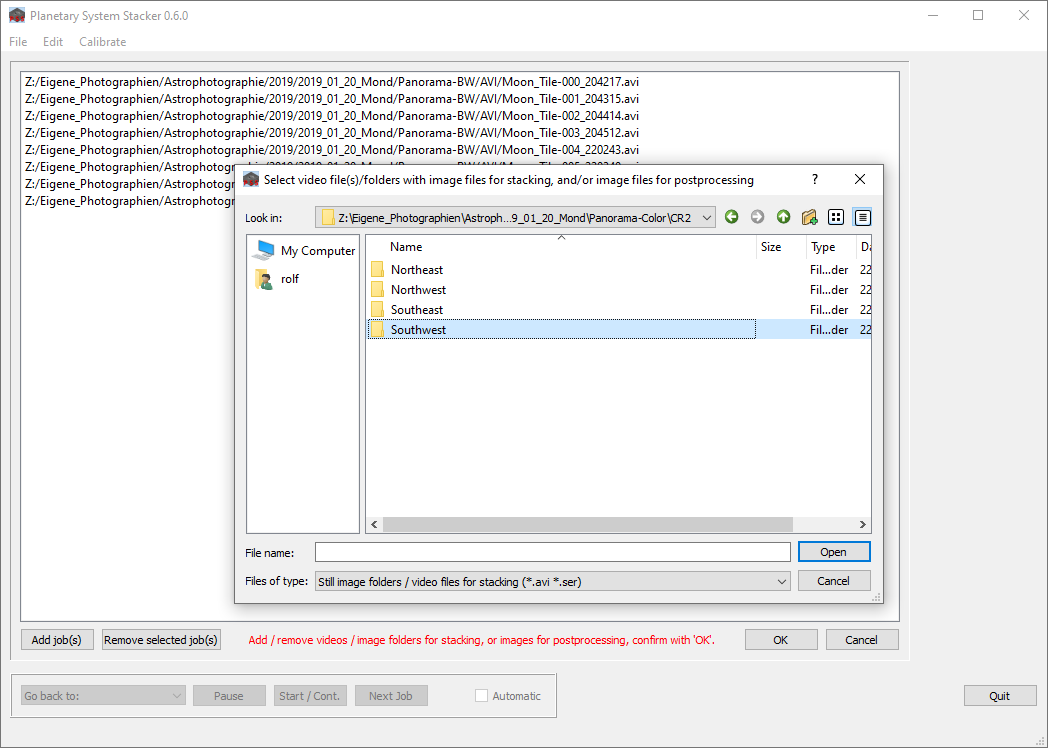 Planetary System Stacker 0.6.0
File Edit Calibrate
Z:/Eigene_Photographien/Astrophotographie/2019/2019_01_20_Mond/Panorama-BW/AVI/Moon_Tile-000_204217.avi
Z:/Eigene_Photographien/Astrophotographie/2019/2019_01_20_Mond/Panorama-BW/AVI/Moon_Tile-001_204315.avi
Z:/Eigene_Photographien/Astrophotographie/2019/2019_01_20_Mond/Panorama-BW/AVI/Moon_Tile-002_204414.avi
Z:/Eigene_Photographien/Astrophotographie/2019/2019_01_20_Mond/Panorama-BW/AVI/Moon_Tile-003_204512.avi
Z:/Eigene_Photographien/Astrophotographie/2019/2019_01_20_Mond/Panorama-BW/AVI/Moon_Tile-004_220243.avi
Z:/Eigene_Photographien/Astrophotogra
Z:/Eigene_Photographien/Astrophotogra
Z:/Eigene_Photographien/Astrophotogra
Select video file(s)/folders with image files for stacking, and/or image files for postprocessing
?
Look in: Z:\Eigene_Photographien\Astroph...9_01_20_Mond\Panorama-Color\CR2
My Computer
rolf
Name Size Type Da
Northeast Fil...der 22
Northwest Fil...der 22
Southeast Fil...der 22
Southwest Fil...der 22
File name: Open
Files of type: Still image folders / video files for stacking (*.avi *.ser) Cancel
Add job(s) Remove selected job(s) Add / remove videos / image folders for stacking, or images for postprocessing, confirm with 'OK'. OK Cancel
Go back to: Pause Start / Cont. Next Job Automatic Quit